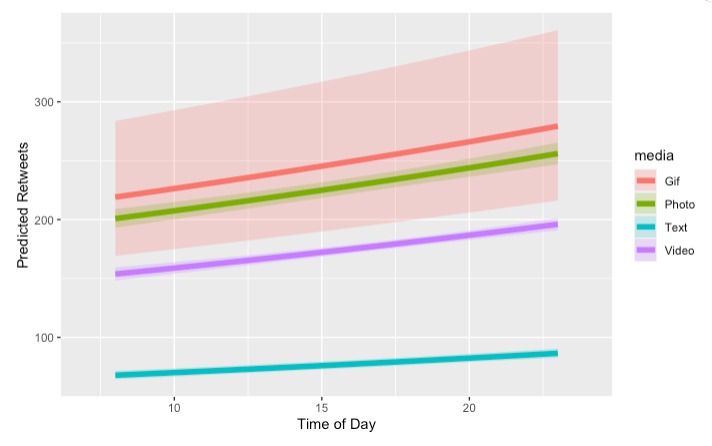 Predicted Retweets
300
200
100
10
15
20
Time of Day
media
Gif
Photo
Text
Video